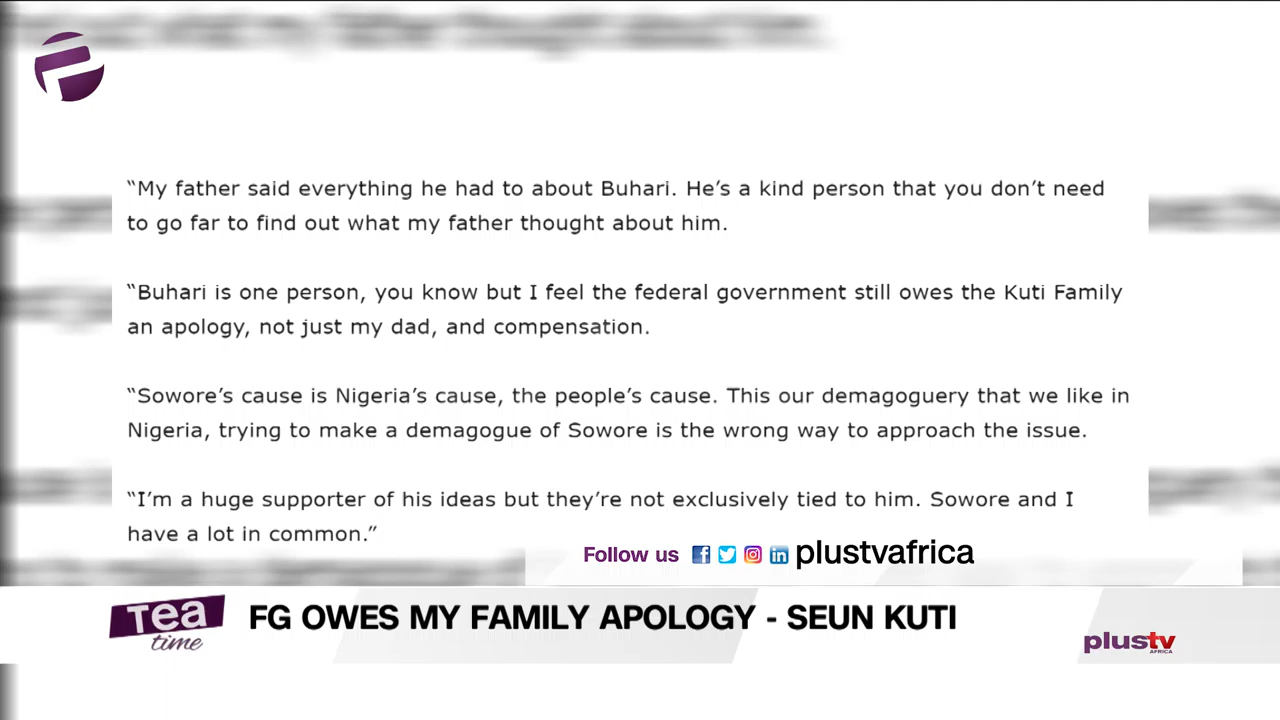 “My father said everything he had to about Buhari. He’s a kind person that you don’t need
to go far to find out what my father thought about him.
“Buhari is one person, you know but I feel the federal government still owes the Kuti Family
an apology, not just my dad, and compensation.
“Sowore’s cause is Nigeria’s cause, the people’s cause. This our demagoguery that we like in
Nigeria, trying to make a demagogue of Sowore is the wrong way to approach the issue.
“I’m a huge supporter of his ideas but they’re not exclusively tied to him. Sowore and I
have a lot in common.”
Follow us plustvafrica
Tea
time
FG OWES MY FAMILY APOLOGY - SEUN KUTI
plustv
AFRICA